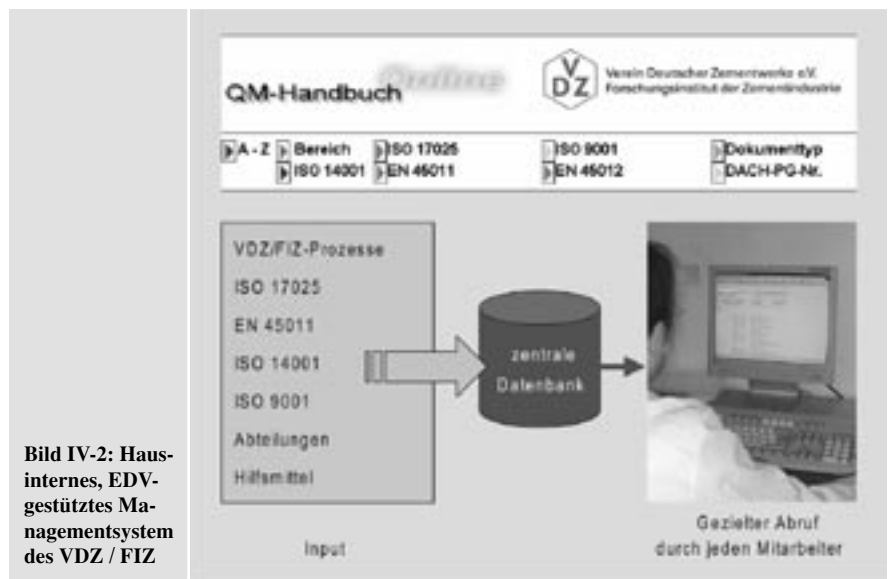 QM-Handbuch Online
VDZ
Verein Deutscher Zementwerke e.V.
Forschungsinstitut der Zementindustrie
A - Z Bereich ISO 17025 ISO 9001 Dokumenttyp
ISO 14001 EN 45011 EN 45012 DACH-PG-Nr.
VDZ/FIZ-Prozesse
ISO 17025
EN 45011
ISO 14001
ISO 9001
Abteilungen
Hilfsmittel
zentrale
Datenbank
Input
Gezielter Abruf
durch jeden Mitarbeiter
Bild IV-2: Haus-
internes, EDV-
gestütztes Ma-
nagementsystem
des VDZ / FIZ